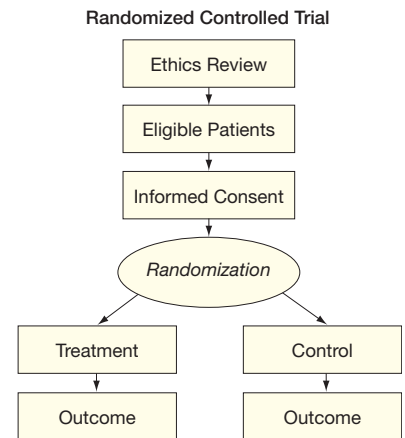 Randomized Controlled Trial
Ethics Review
Eligible Patients
Informed Consent
Randomization
Treatment
Control
Outcome
Outcome